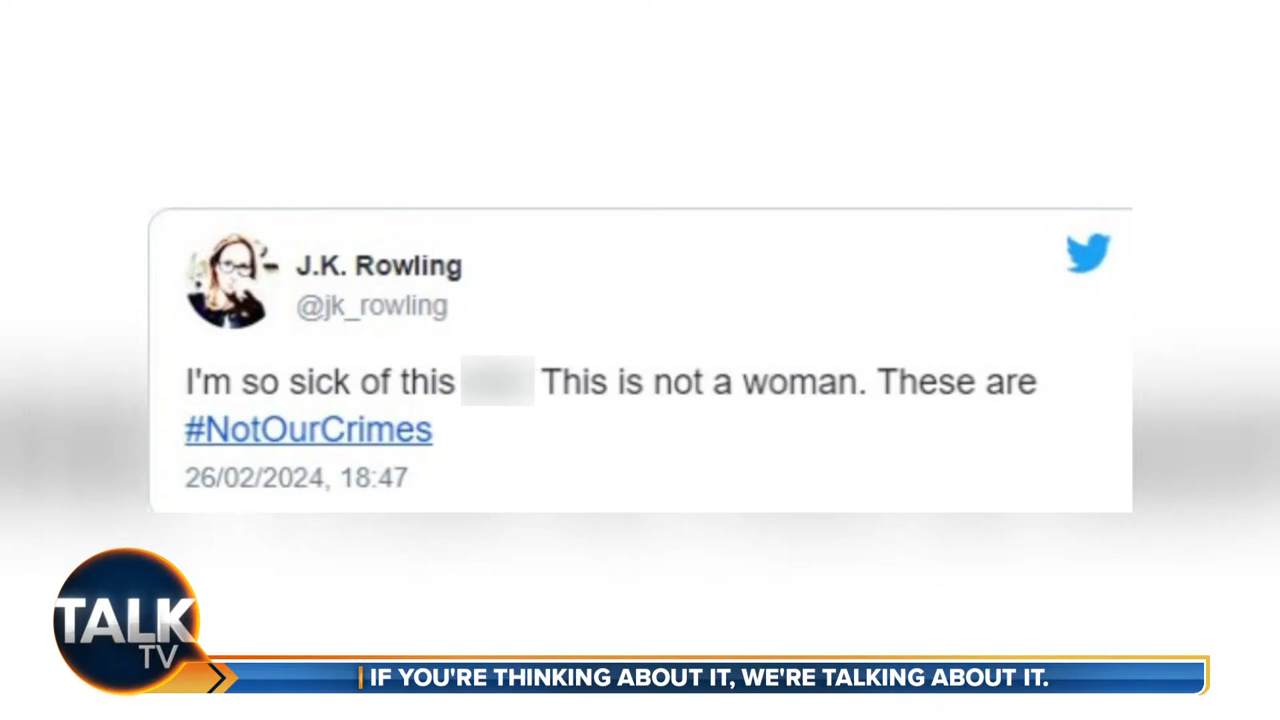 J.K. Rowling
@jk_rowling
I'm so sick of this This is not a woman. These are
#NotOurCrimes
26/02/2024, 18:47
TALK
TV
IF YOU'RE THINKING ABOUT IT, WE'RE TALKING ABOUT IT.